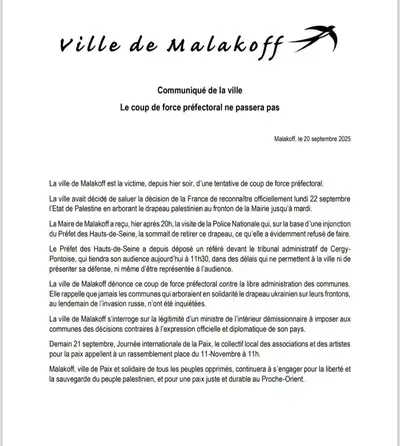 Ville de Malakoff
Communiqué de la ville
Le coup de force préfectoral ne passera pas
Malakoff, le 20 septembre 2025
La ville de Malakoff est la victime, depuis hier soir, d'une tentative de coup de force préfectoral.
La ville avait décidé de saluer la décision de la France de reconnaître officiellement lundi 22 septembre
l'Etat de Palestine en arborant le drapeau palestinien au fronton de la Mairie jusqu'à mardi.
La Maire de Malakoff a reçu, hier après 20h, la visite de la Police Nationale qui, sur la base d'une injonction
du Préfet des Hauts-de-Seine, la sommait de retirer ce drapeau, ce qu'elle a évidemment refusé de faire.
Le Préfet des Hauts-de-Seine a depuis déposé un référé devant le tribunal administratif de Cergy-
Pontoise, qui tiendra son audience aujourd'hui à 11h30, dans des délais qui ne permettent à la ville ni de
présenter sa défense, ni même d'être représentée à l'audience.
La ville de Malakoff dénonce ce coup de force préfectoral contre la libre administration des communes.
Elle rappelle que jamais les communes qui arboraient en solidarité le drapeau ukrainien sur leurs frontons,
au lendemain de l'invasion russe, n'ont été inquiétées.
La ville de Malakoff s'interroge sur la légitimité d'un ministre de l'intérieur démissionnaire à imposer aux
communes des décisions contraires à l'expression officielle et diplomatique de son pays.
Demain 21 septembre, Journée internationale de la Paix, le collectif local des associations et des artistes
pour la paix appellent à un rassemblement place du 11-Novembre à 11h.
Malakoff, ville de Paix et solidaire de tous les peuples opprimés, continuera à s'engager pour la liberté et
la sauvegarde du peuple palestinien, et pour une paix juste et durable au Proche-Orient.